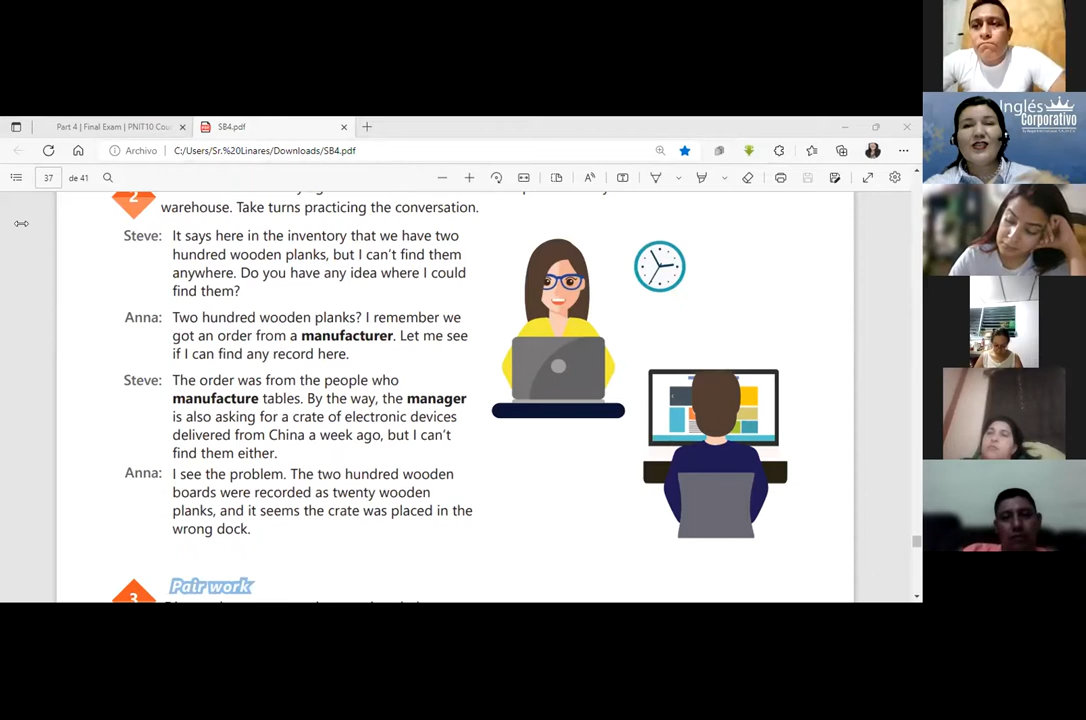 Part 4 | Final Exam | PNIT10 Cou
SB4.pdf
Archivo
C:/Users/Sr.%20Linares/Downloads/SB4.pdf
37
de 41
2
warehouse. Take turns practicing the conversation.
Steve: It says here in the inventory that we have two
hundred wooden planks, but I can't find them
anywhere. Do you have any idea where I could
find them?
Anna: Two hundred wooden planks? I remember we
got an order from a manufacturer. Let me see
if I can find any record here.
Steve: The order was from the people who
manufacture tables. By the way, the manager
is also asking for a crate of electronic devices
delivered from China a week ago, but I can't
find them either.
Anna: I see the problem. The two hundred wooden
boards were recorded as twenty wooden
planks, and it seems the crate was placed in the
wrong dock.
3
Pair work
Inglés
Corporativo